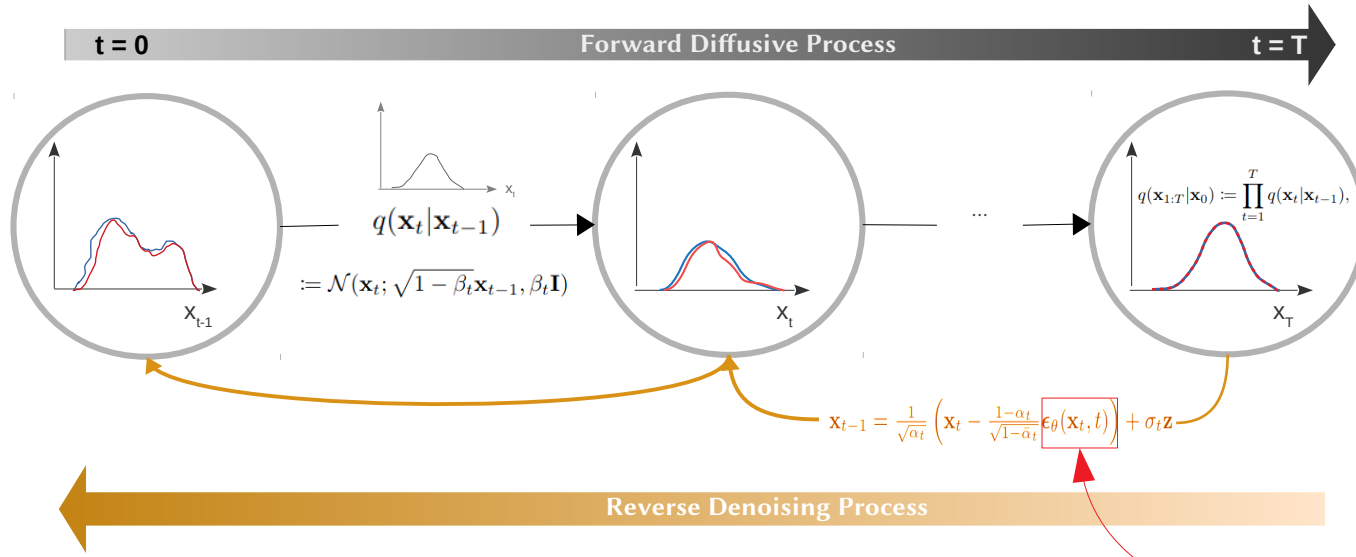 t = 0 Forward Diffusive Process t = T
x_t
q(x_t|x_{t-1})
:= N(x_t; √(1 − β_t) x_{t-1}, β_t I)
...
q(x_{1:T}|x_0) := ∏_{t=1}^{T} q(x_t|x_{t-1}),
x_{t-1}
x_t
x_T
x_{t-1} = 1/√α_t (x_t − (1−α_t)/√(1−ᾱ_t) ϵ_θ(x_t, t)) + σ_t z
Reverse Denoising Process